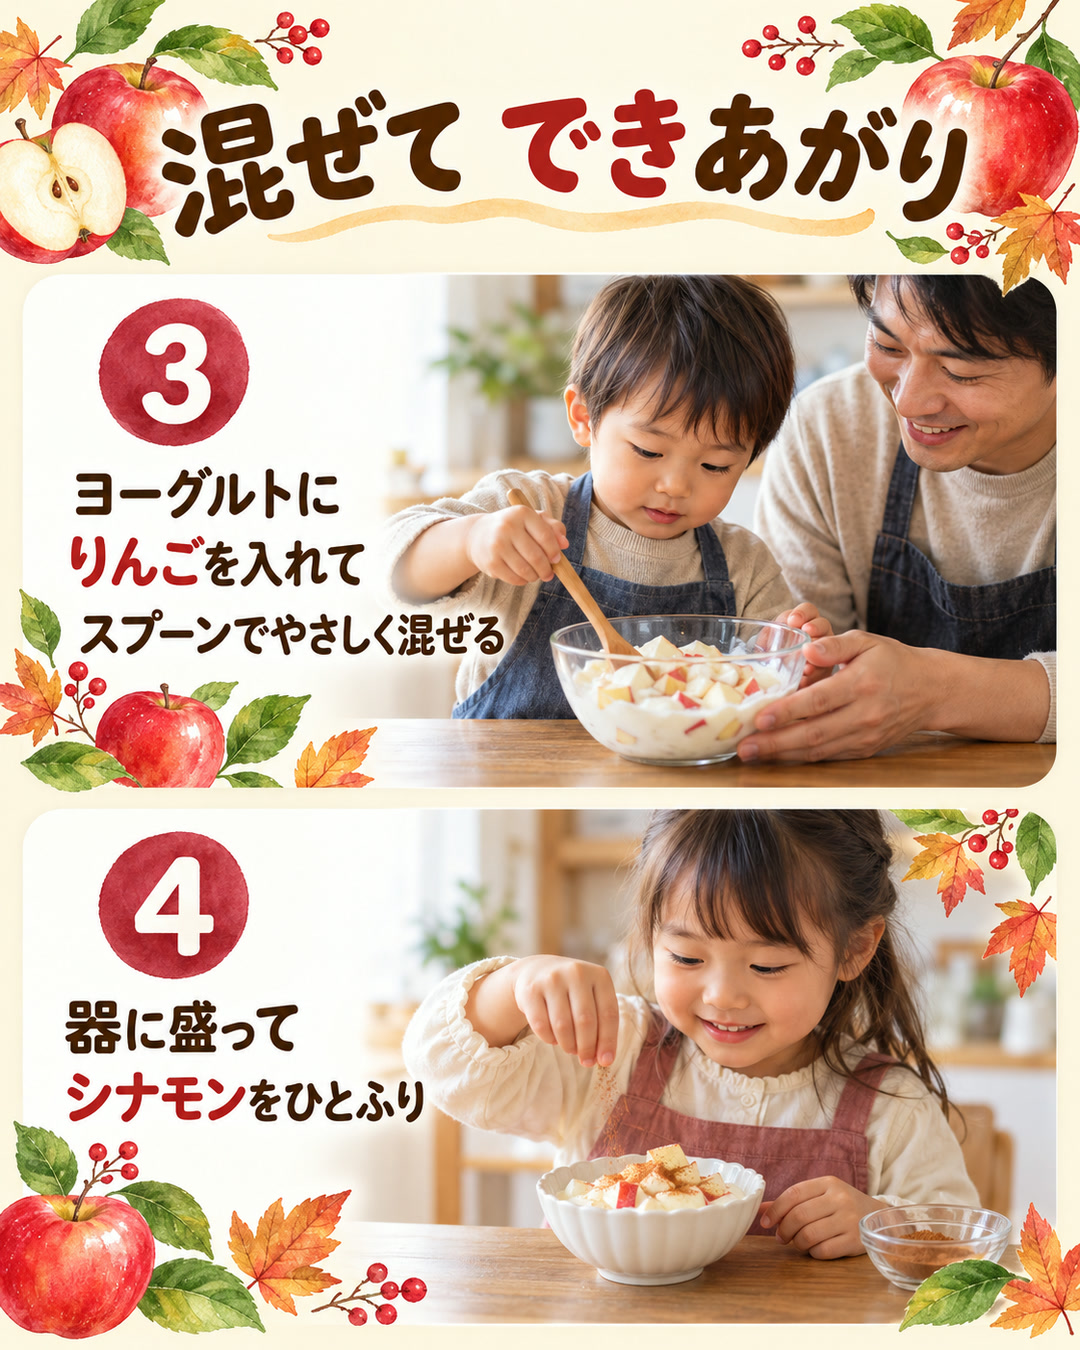 混ぜて できあがり
3
ヨーグルトに
りんごを入れて
スプーンでやさしく混ぜる
4
器に盛って
シナモンをひとふり